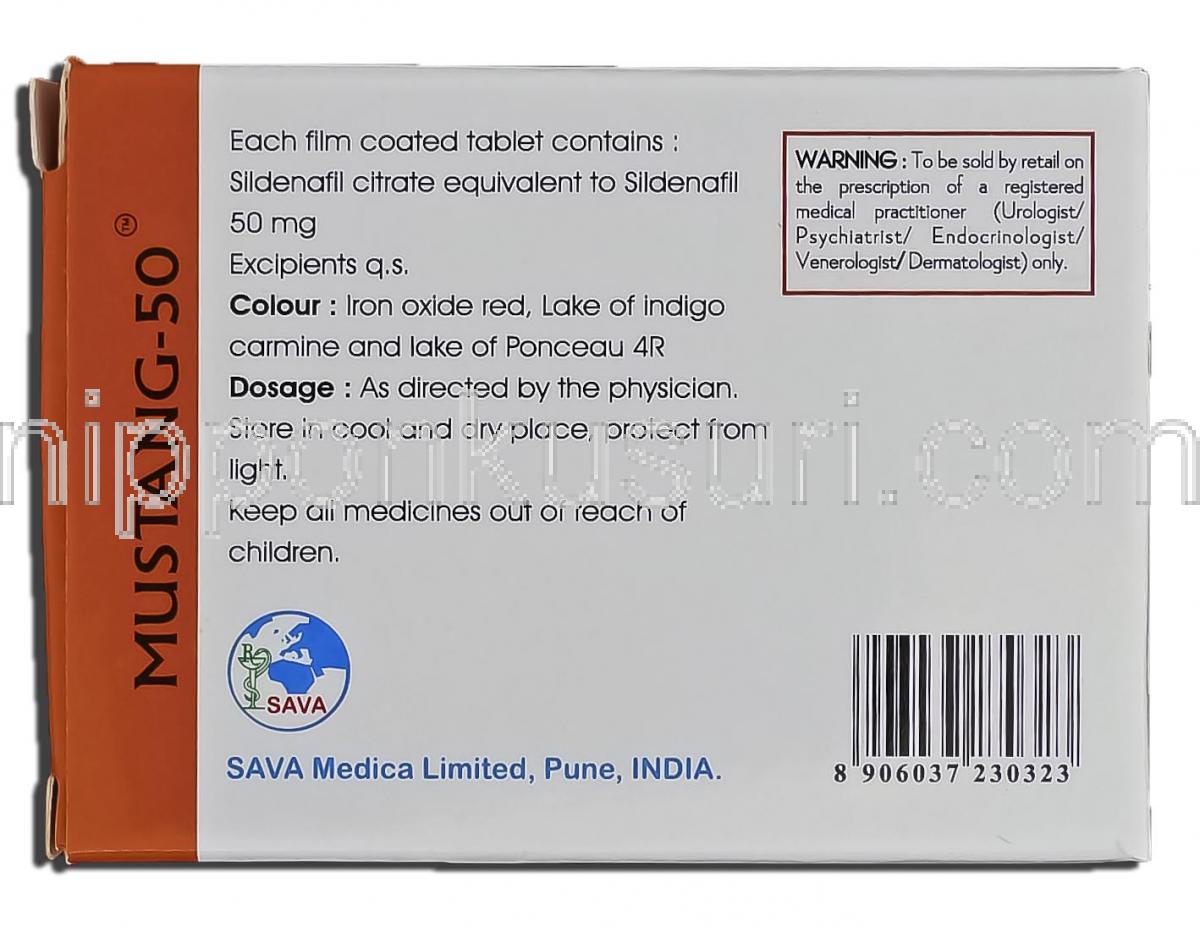 MUSTANG-50™
Each film coated tablet contains :
Sildenafil citrate equivalent to Sildenafil
50 mg
Excipients q.s.
Colour : Iron oxide red, Lake of indigo
carmine and lake of Ponceau 4R
Dosage : As directed by the physician.
Store in cool and dry place, protect from
light.
Keep all medicines out of reach of
children.
WARNING : To be sold by retail on
the prescription of a registered
medical practitioner (Urologist/
Psychiatrist/ Endocrinologist/
Venerologist/ Dermatologist) only.
nipponkusuri.com
R
SAVA
SAVA Medica Limited, Pune, INDIA.
8 906037 230323